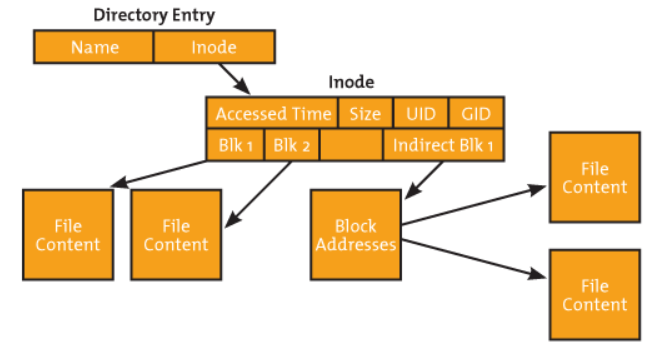 Directory Entry
Name Inode
Inode
Accessed Time Size UID GID
Blk 1 Blk 2 Indirect Blk 1
File
Content
File
Content
Block
Addresses
File
Content
File
Content